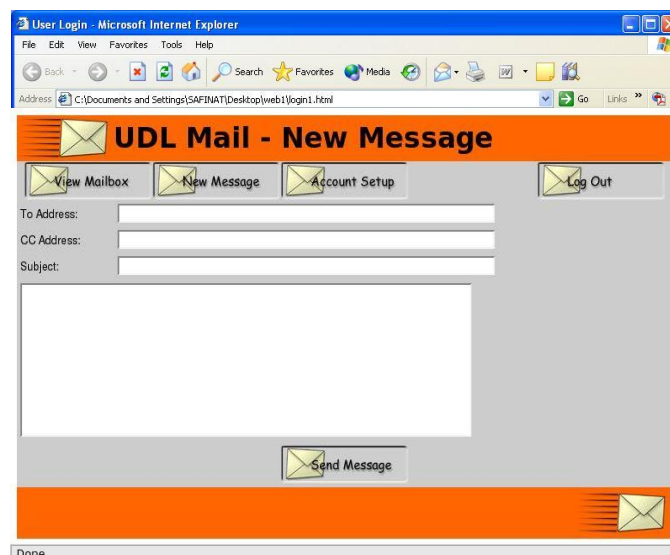 User Login - Microsoft Internet Explorer
File Edit View Favorites Tools Help
Back Search Favorites Media
Address C:\Documents and Settings\SAFINAT\Desktop\web1\login1.html Go Links »
UDL Mail - New Message
View Mailbox New Message Account Setup Log Out
To Address:
CC Address:
Subject:
Send Message
Done